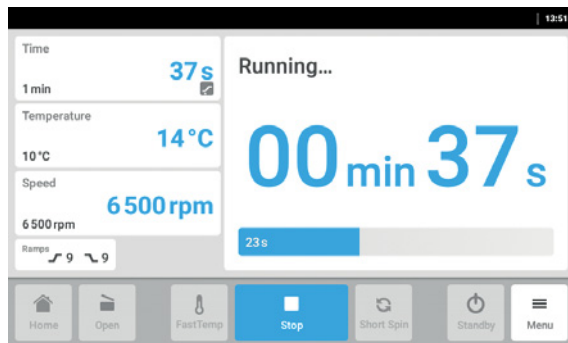 13:51
Time
37 s
1 min
Temperature
14 °C
10 °C
Speed
6 500 rpm
6 500 rpm
Ramps 9 9
Running...
00 min 37 s
23 s
Home Open FastTemp Stop Short Spin Standby Menu